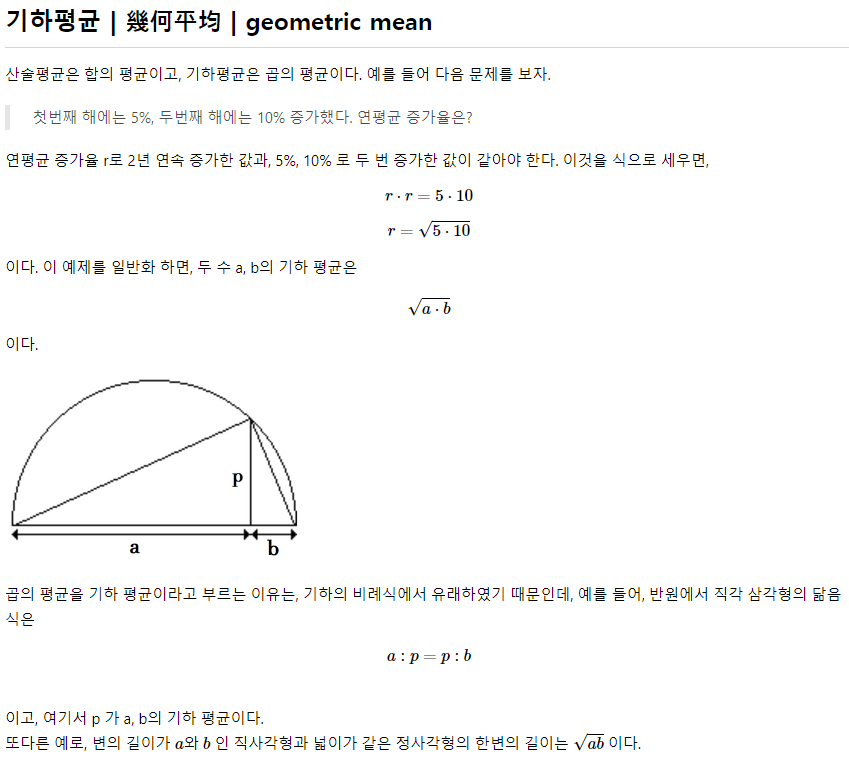 기하평균 | 幾何平均 | geometric mean
산술평균은 합의 평균이고, 기하평균은 곱의 평균이다. 예를 들어 다음 문제를 보자.
첫번째 해에는 5%, 두번째 해에는 10% 증가했다. 연평균 증가율은?
연평균 증가율 r로 2년 연속 증가한 값과, 5%, 10% 로 두 번 증가한 값이 같아야 한다. 이것을 식으로 세우면,
r · r = 5 · 10
r = √5 · 10
이다. 이 예제를 일반화 하면, 두 수 a, b의 기하 평균은
√a · b
이다.
p
a
b
곱의 평균을 기하 평균이라고 부르는 이유는, 기하의 비례식에서 유래하였기 때문인데, 예를 들어, 반원에서 직각 삼각형의 닮음
식은
a : p = p : b
이고, 여기서 p 가 a, b의 기하 평균이다.
또다른 예로, 변의 길이가 a와 b 인 직사각형과 넓이가 같은 정사각형의 한변의 길이는 √ab 이다.